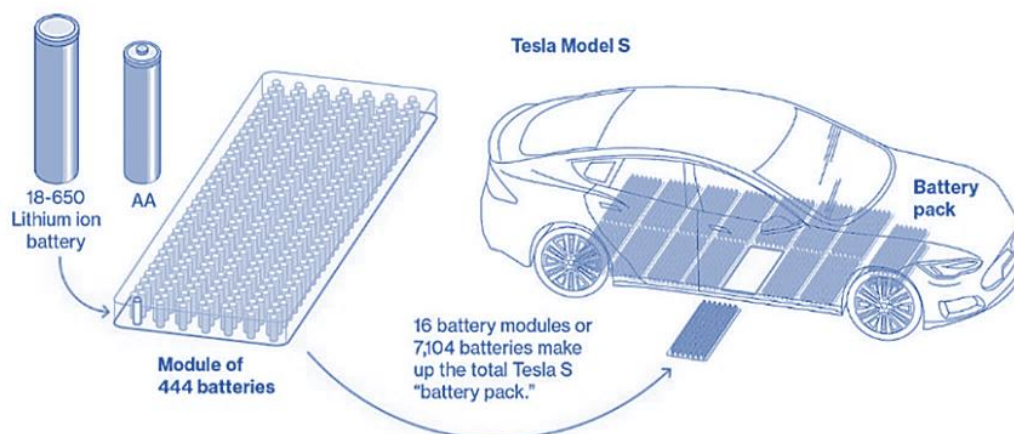 Tesla Model S
18-650
Lithium ion
battery
AA
Battery
pack
Module of
444 batteries
16 battery modules or
7,104 batteries make
up the total Tesla S
“battery pack.”